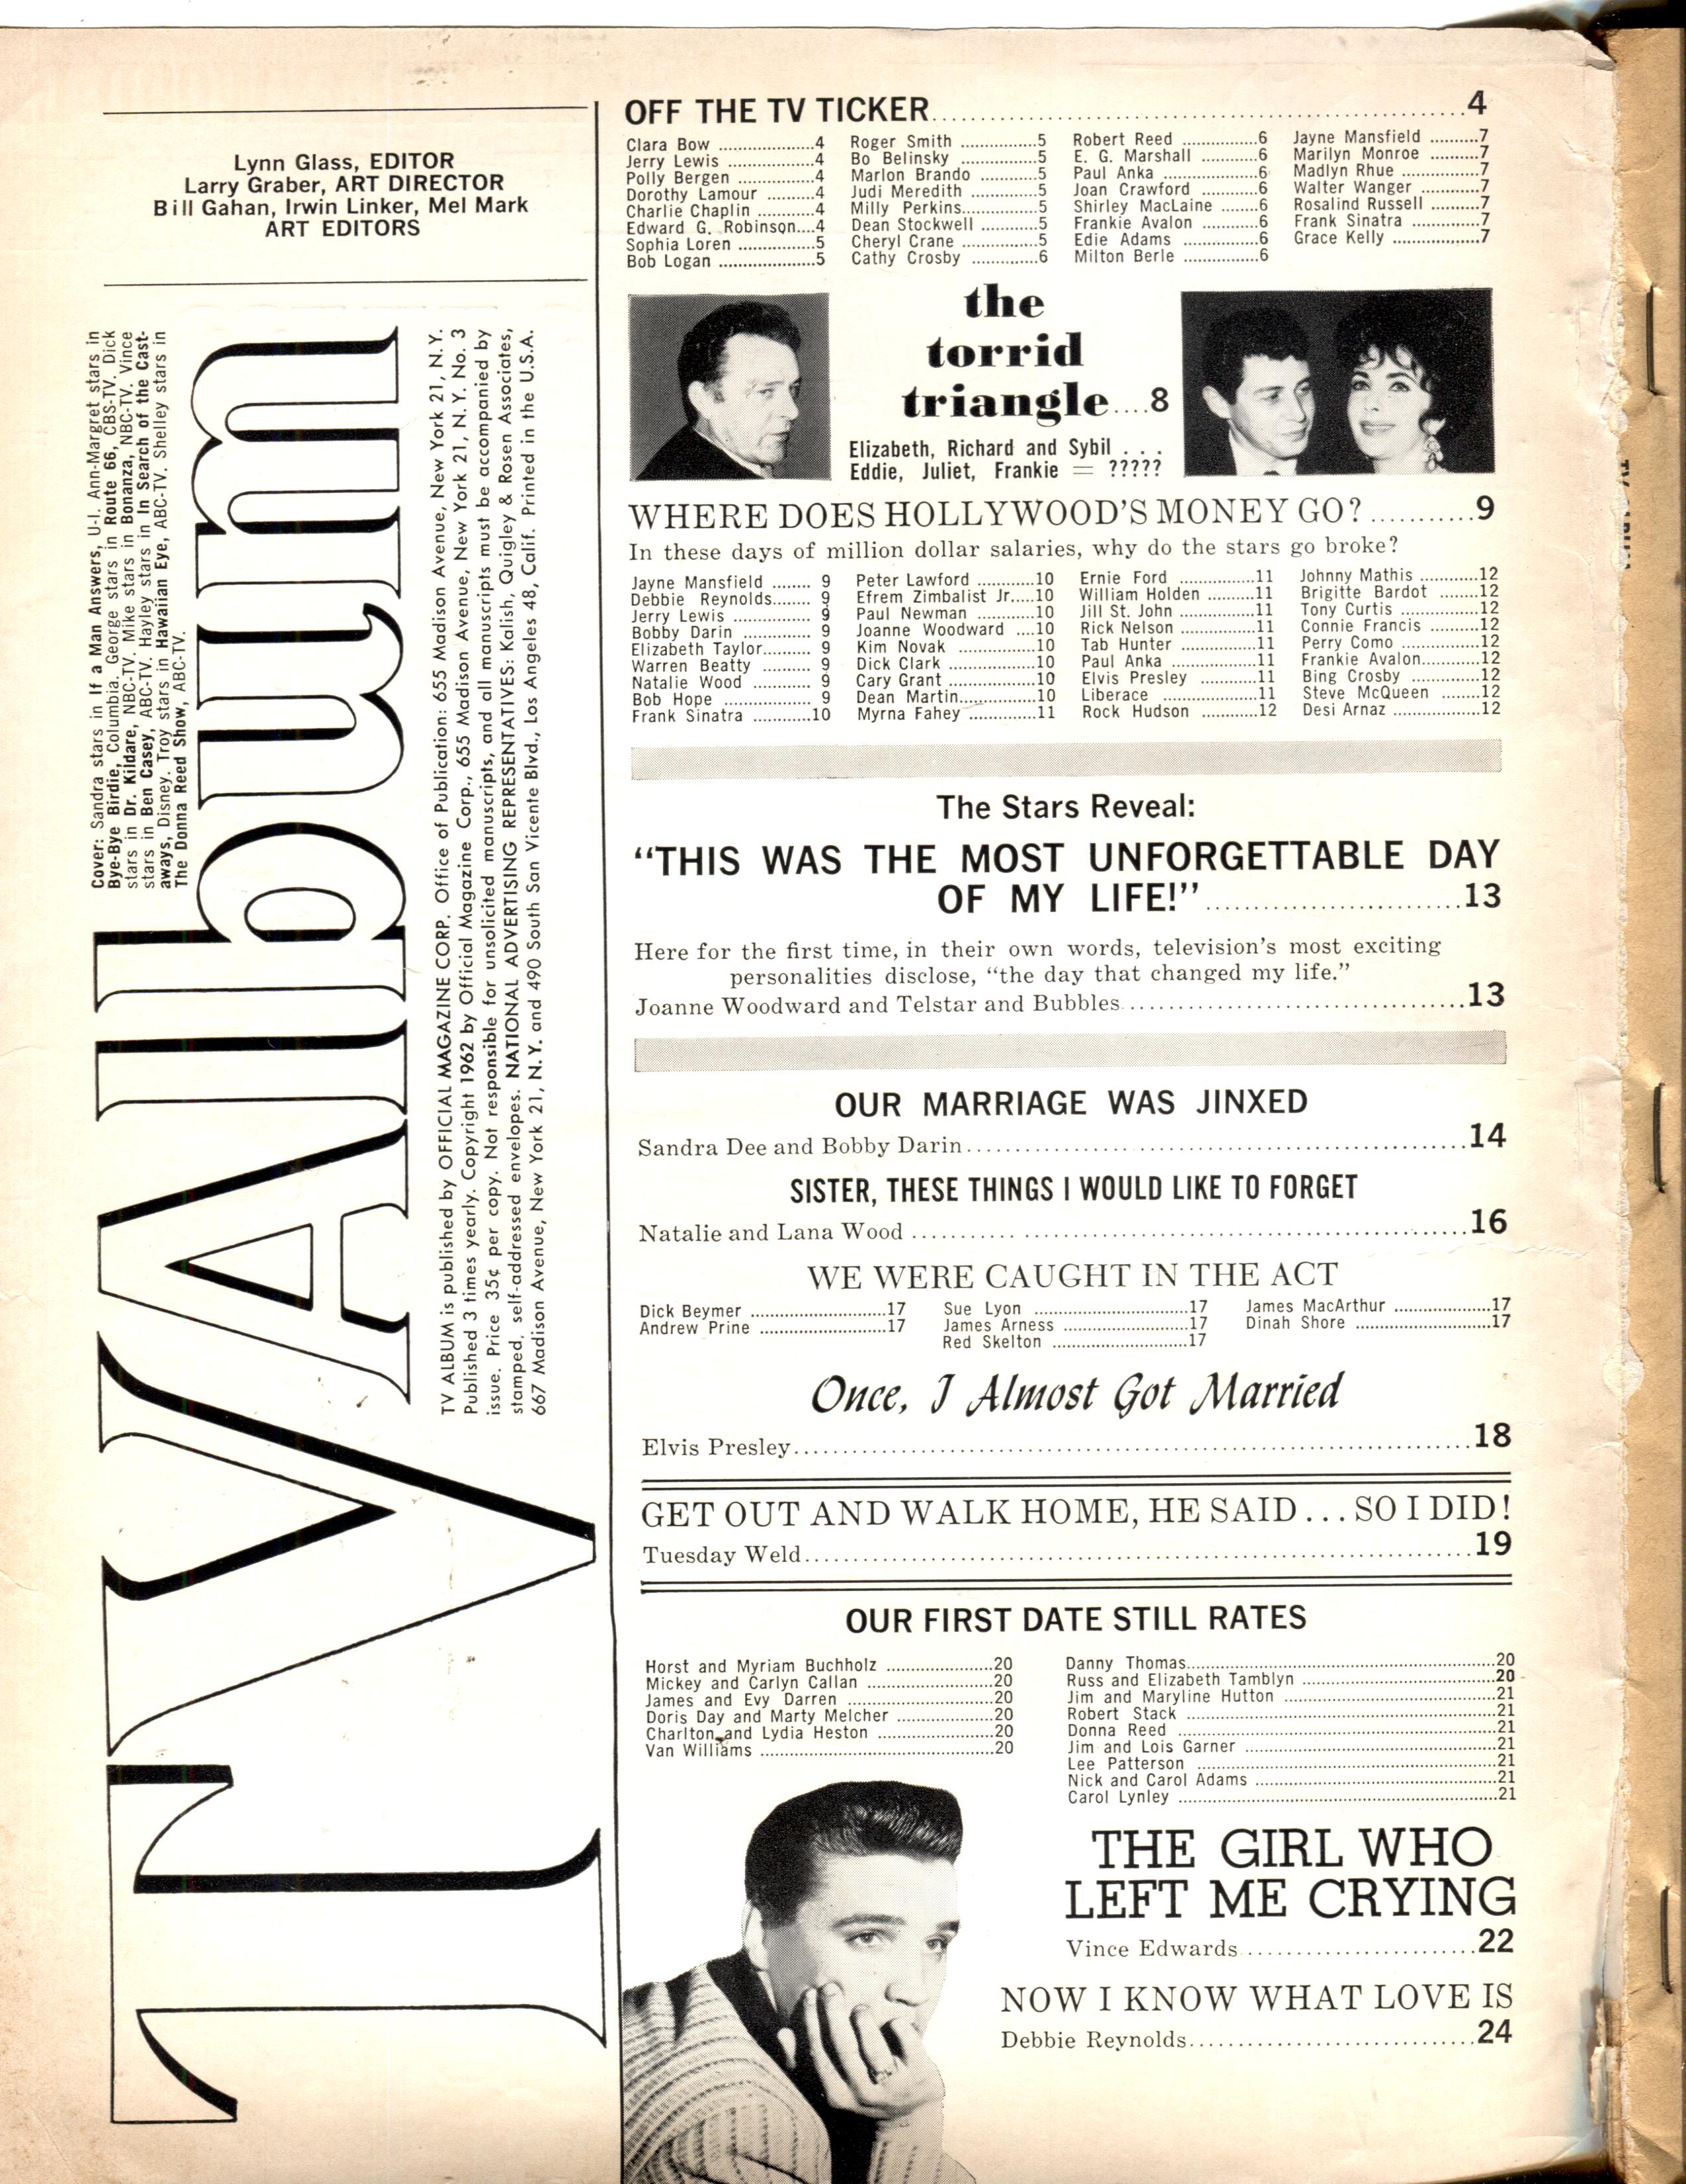 Lynn Glass, EDITOR
Larry Graber, ART DIRECTOR
Bill Gahan, Irwin Linker, Mel Mark
ART EDITORS
Cover: Sandra stars in If a Man Answers, U-I. Ann-Margret stars in
Bye-Bye Birdie, Columbia. George stars in Route 66, CBS-TV. Dick
stars in Dr. Kildare, NBC-TV. Mike stars in Bonanza, NBC-TV. Vince
stars in Ben Casey, ABC-TV. Hayley stars in In Search of the Cast-
aways, Disney. Troy stars in Hawaiian Eye, ABC-TV. Shelley stars in
The Donna Reed Show, ABC-TV.
TV Album
TV ALBUM is published by OFFICIAL MAGAZINE CORP. Office of Publication: 655 Madison Avenue, New York 21, N.Y.
Published 3 times yearly. Copyright 1962 by Official Magazine Corp., 655 Madison Avenue, New York 21, N.Y. No. 3
issue. Price 35¢ per copy. Not responsible for unsolicited manuscripts, and all manuscripts must be accompanied by
stamped, self-addressed envelopes. NATIONAL ADVERTISING REPRESENTATIVES: Kalish, Quigley & Rosen Associates,
667 Madison Avenue, New York 21, N.Y. and 490 South San Vicente Blvd., Los Angeles 48, Calif. Printed in the U.S.A.
OFF THE TV TICKER 4
Clara Bow 4
Jerry Lewis 4
Polly Bergen 4
Dorothy Lamour 4
Charlie Chaplin 4
Edward G. Robinson 4
Sophia Loren 5
Bob Logan 5
Roger Smith 5
Bo Belinsky 5
Marlon Brando 5
Judi Meredith 5
Milly Perkins 5
Dean Stockwell 5
Cheryl Crane 5
Cathy Crosby 6
Robert Reed 6
E. G. Marshall 6
Paul Anka 6
Joan Crawford 6
Shirley MacLaine 6
Frankie Avalon 6
Edie Adams 6
Milton Berle 6
Jayne Mansfield 7
Marilyn Monroe 7
Madlyn Rhue 7
Walter Wanger 7
Rosalind Russell 7
Frank Sinatra 7
Grace Kelly 7
the
torrid
triangle....8
Elizabeth, Richard and Sybil . . .
Eddie, Juliet, Frankie = ?????
WHERE DOES HOLLYWOOD'S MONEY GO? 9
In these days of million dollar salaries, why do the stars go broke?
Jayne Mansfield 9
Debbie Reynolds 9
Jerry Lewis 9
Bobby Darin 9
Elizabeth Taylor 9
Warren Beatty 9
Natalie Wood 9
Bob Hope 9
Frank Sinatra 10
Peter Lawford 10
Efrem Zimbalist Jr. 10
Paul Newman 10
Joanne Woodward 10
Kim Novak 10
Dick Clark 10
Cary Grant 10
Dean Martin 10
Myrna Fahey 11
Ernie Ford 11
William Holden 11
Jill St. John 11
Rick Nelson 11
Tab Hunter 11
Paul Anka 11
Elvis Presley 11
Liberace 11
Rock Hudson 12
Johnny Mathis 12
Brigitte Bardot 12
Tony Curtis 12
Connie Francis 12
Perry Como 12
Frankie Avalon 12
Bing Crosby 12
Steve McQueen 12
Desi Arnaz 12
The Stars Reveal:
"THIS WAS THE MOST UNFORGETTABLE DAY
OF MY LIFE!" 13
Here for the first time, in their own words, television's most exciting
personalities disclose, "the day that changed my life."
Joanne Woodward and Telstar and Bubbles 13
OUR MARRIAGE WAS JINXED
Sandra Dee and Bobby Darin 14
SISTER, THESE THINGS I WOULD LIKE TO FORGET
Natalie and Lana Wood 16
WE WERE CAUGHT IN THE ACT
Dick Beymer 17
Andrew Prine 17
Sue Lyon 17
James Arness 17
Red Skelton 17
James MacArthur 17
Dinah Shore 17
Once, I Almost Got Married
Elvis Presley 18
GET OUT AND WALK HOME, HE SAID . . . SO I DID!
Tuesday Weld 19
OUR FIRST DATE STILL RATES
Horst and Myriam Buchholz 20
Mickey and Carlyn Callan 20
James and Evy Darren 20
Doris Day and Marty Melcher 20
Charlton and Lydia Heston 20
Van Williams 20
Danny Thomas 20
Russ and Elizabeth Tamblyn 20
Jim and Maryline Hutton 21
Robert Stack 21
Donna Reed 21
Jim and Lois Garner 21
Lee Patterson 21
Nick and Carol Adams 21
Carol Lynley 21
THE GIRL WHO
LEFT ME CRYING
Vince Edwards 22
NOW I KNOW WHAT LOVE IS
Debbie Reynolds 24